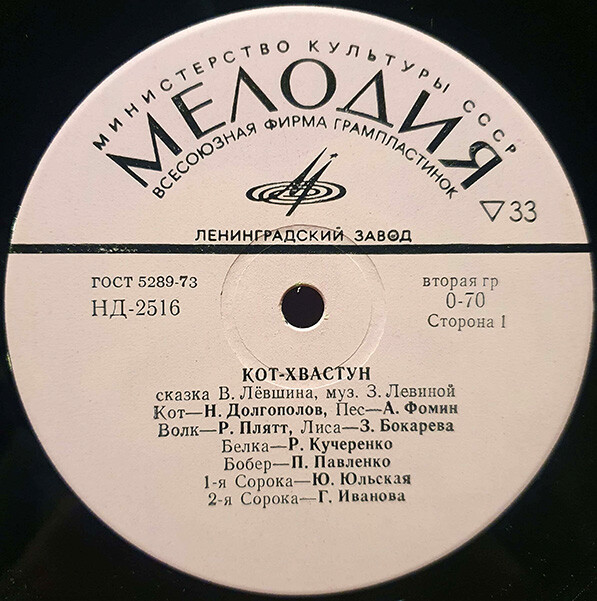 МИНИСТЕРСТВО КУЛЬТУРЫ СССР
МЕЛОДИЯ
ВСЕСОЮЗНАЯ ФИРМА ГРАМПЛАСТИНОК
ЛЕНИНГРАДСКИЙ ЗАВОД
▽33
ГОСТ 5289-73
НД-2516
вторая гр
0-70
Сторона 1
КОТ-ХВАСТУН
сказка В. Лёвшина, муз. З. Левиной
Кот—Н. Долгополов, Пес—А. Фомин
Волк—Р. Плятт, Лиса—З. Бокарева
Белка—Р. Кучеренко
Бобер—П. Павленко
1-я Сорока—Ю. Юльская
2-я Сорока—Г. Иванова